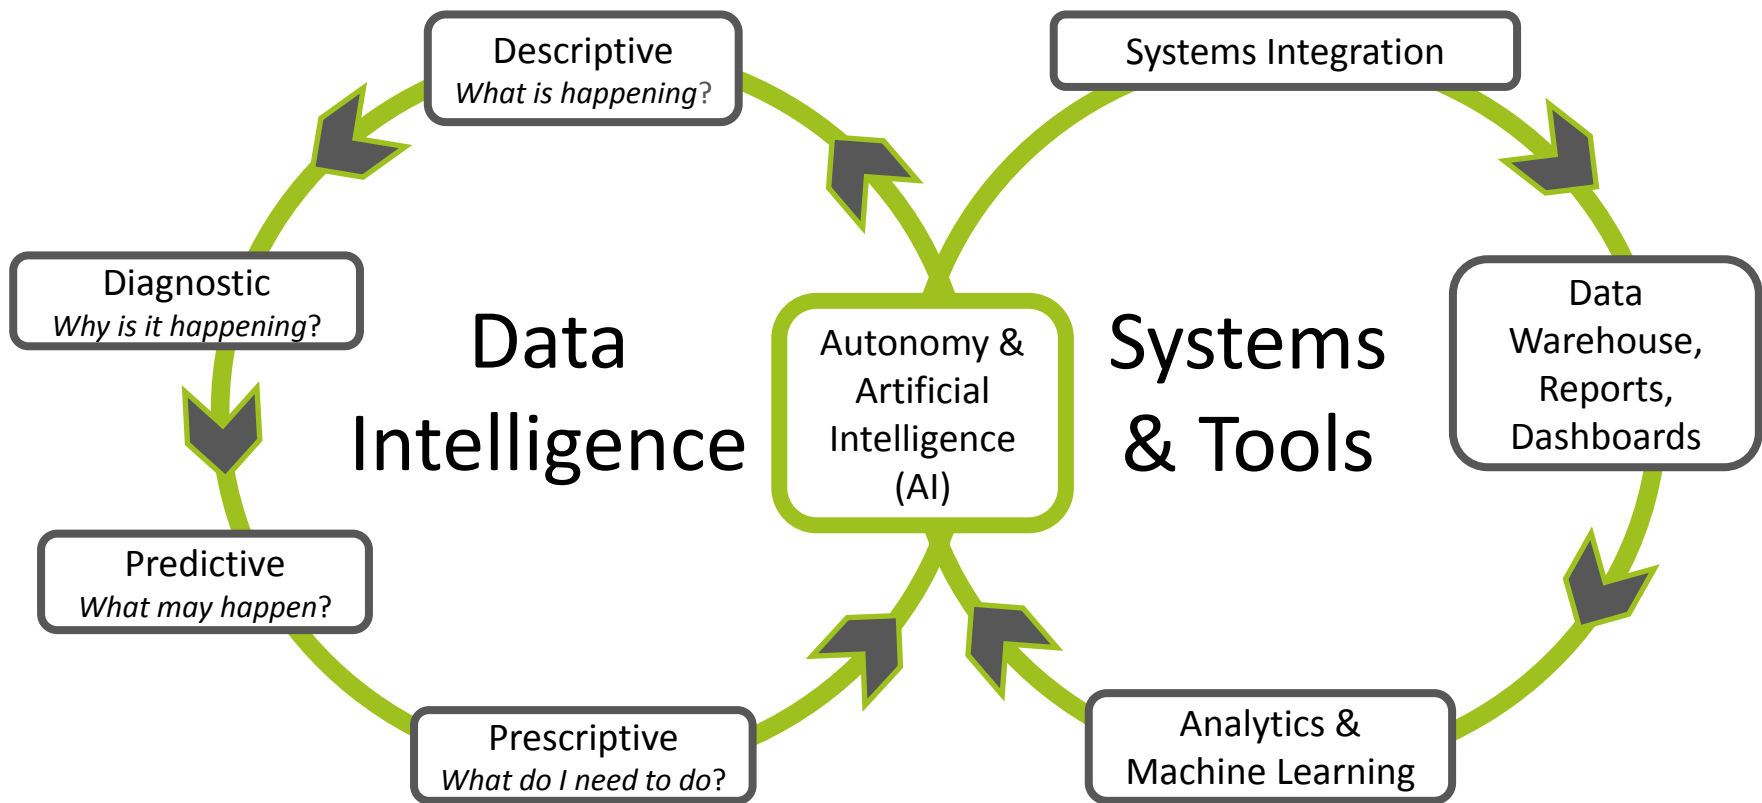 Descriptive
What is happening?
Systems Integration
Diagnostic
Why is it happening?
Data
Intelligence
Autonomy &
Artificial
Intelligence
(AI)
Systems
& Tools
Data
Warehouse,
Reports,
Dashboards
Predictive
What may happen?
Prescriptive
What do I need to do?
Analytics &
Machine Learning